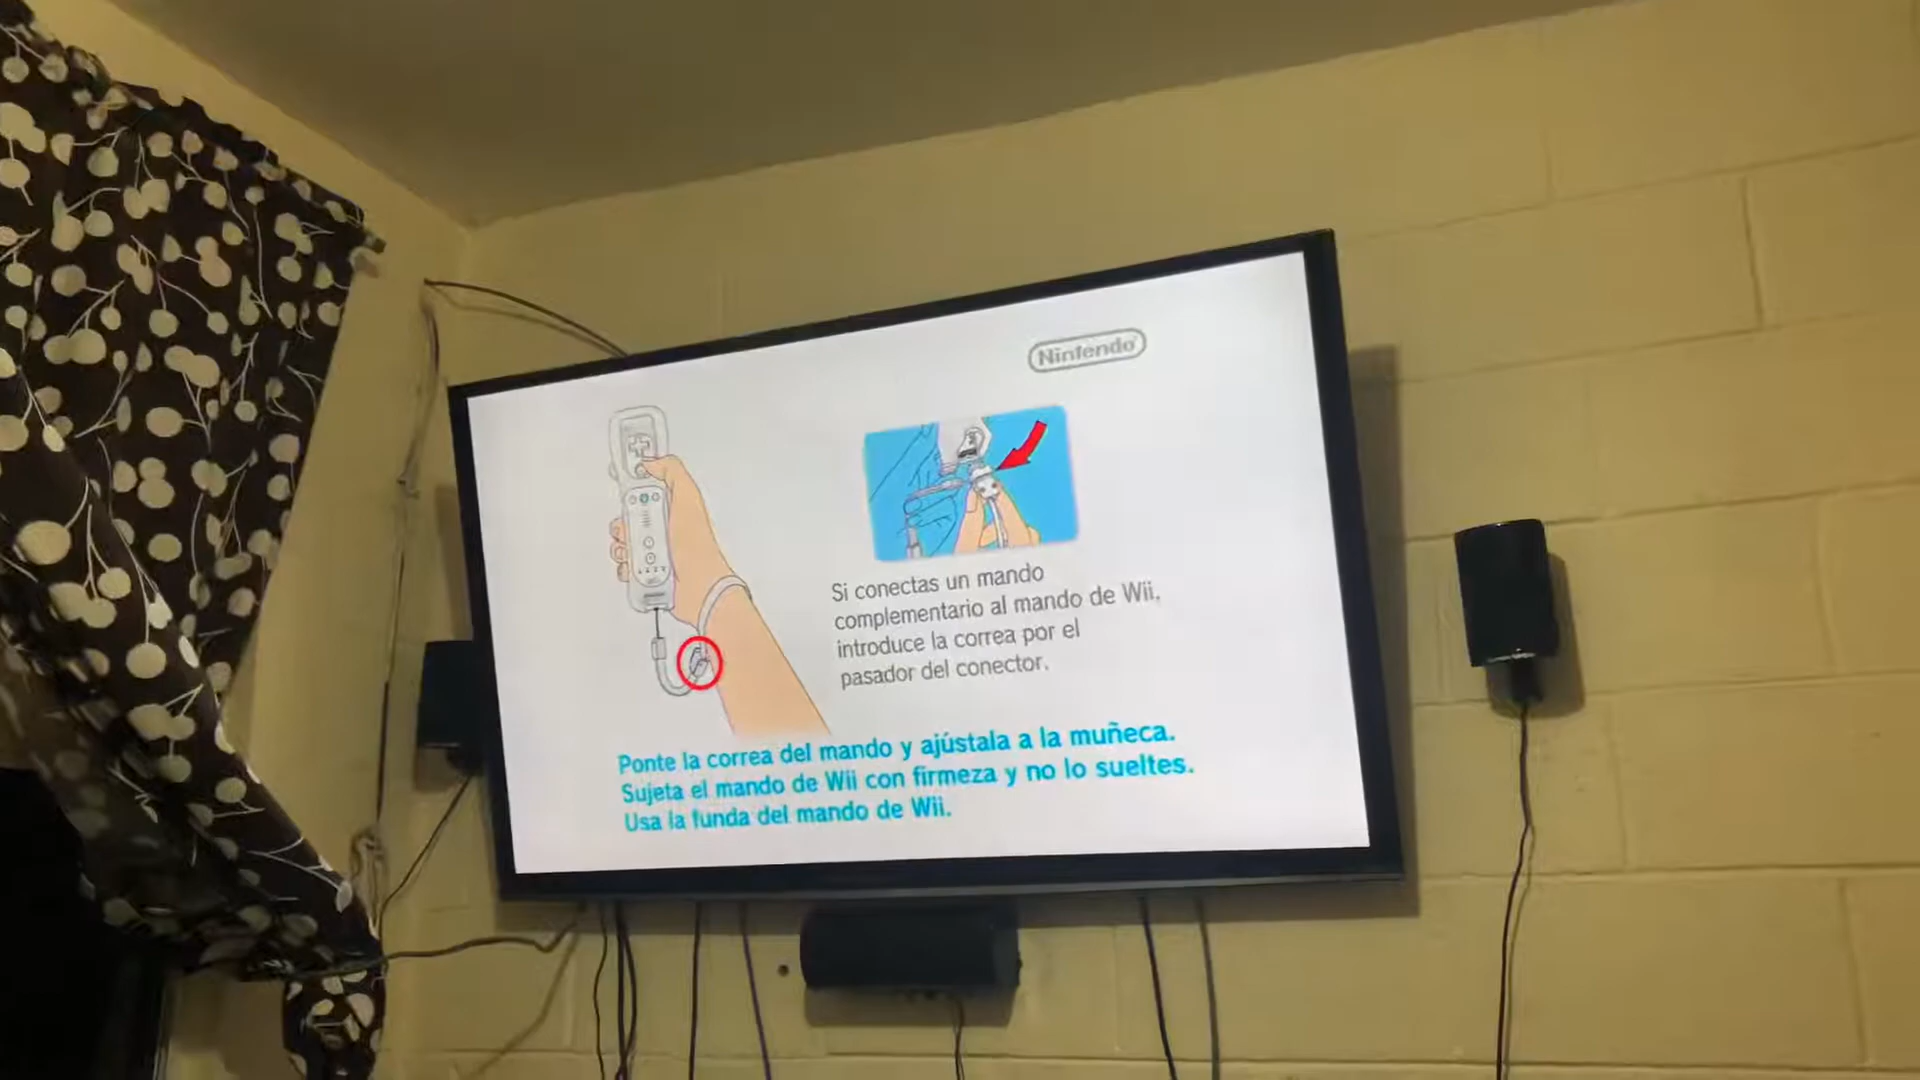 Nintendo
Si conectas un mando
complementario al mando de Wii,
introduce la correa por el
pasador del conector.
Ponte la correa del mando y ajústala a la muñeca.
Sujeta el mando de Wii con firmeza y no lo sueltes.
Usa la funda del mando de Wii.